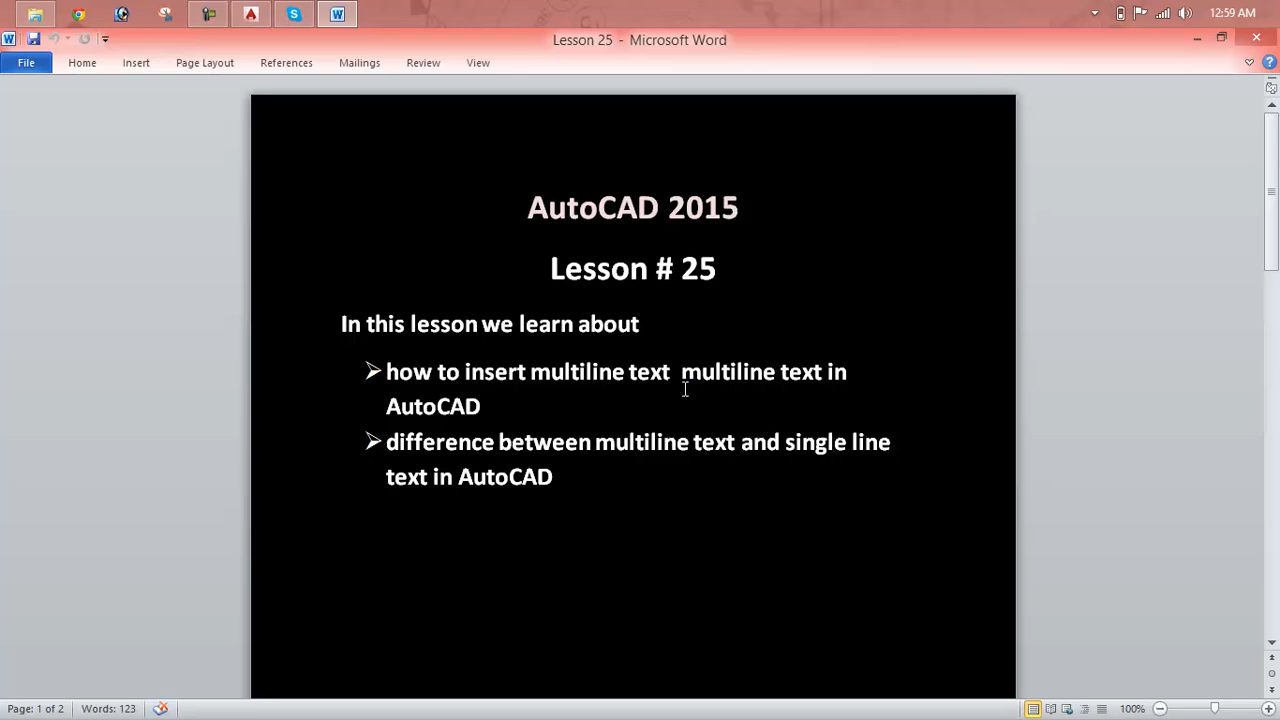 12:59 AM
Lesson 25 - Microsoft Word
File Home Insert Page Layout References Mailings Review View
AutoCAD 2015
Lesson # 25
In this lesson we learn about
how to insert multiline text multiline text in
AutoCAD
difference between multiline text and single line
text in AutoCAD
Page: 1 of 2 Words: 123 100%